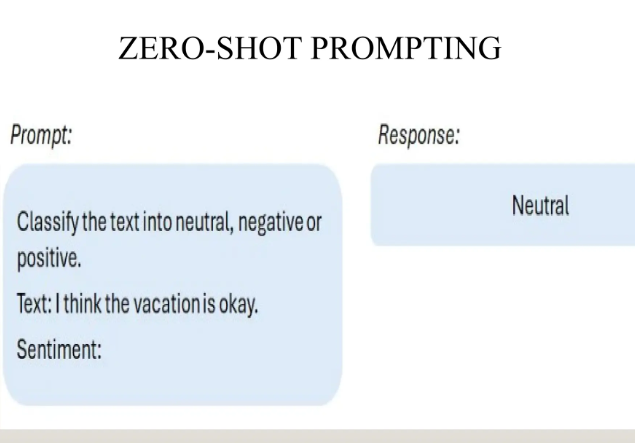 ZERO-SHOT PROMPTING
Prompt:
Classify the text into neutral, negative or
positive.
Text: I think the vacation is okay.
Sentiment:
Response:
Neutral